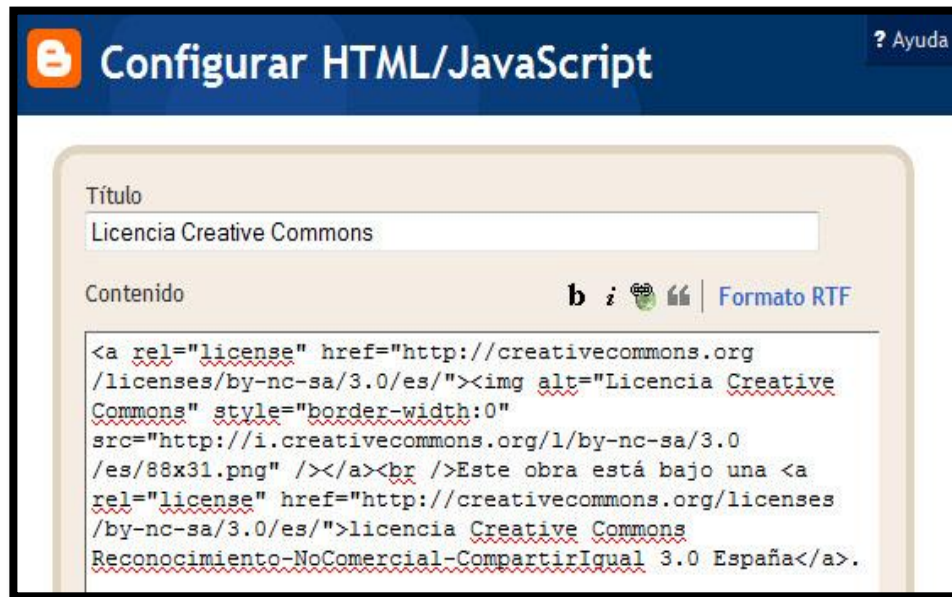 Configurar HTML/JavaScript
? Ayuda
Título
Licencia Creative Commons
Contenido
b i “ | Formato RTF
<a rel="license" href="http://creativecommons.org
/licenses/by-nc-sa/3.0/es/"><img alt="Licencia Creative
Commons" style="border-width:0"
src="http://i.creativecommons.org/l/by-nc-sa/3.0
/es/88x31.png" /></a><br />Este obra está bajo una <a
rel="license" href="http://creativecommons.org/licenses
/by-nc-sa/3.0/es/">licencia Creative Commons
Reconocimiento-NoComercial-CompartirIgual 3.0 España</a>.